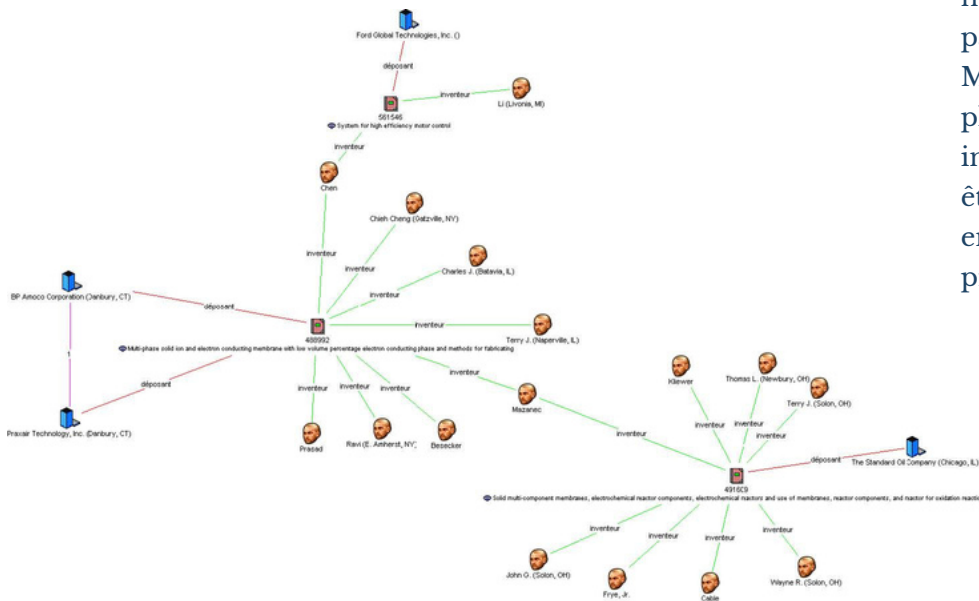 Ford Global Technologies, Inc. ()
déposant
inventeur
Li (Livonia, MI)
561546
System for high-efficiency motor control
inventeur
Chen
Chieh Cheng (Getzville, NY)
inventeur
inventeur
Charles J. (Batavia, IL)
inventeur
BP Amoco Corporation (Danbury, CT)
déposant
inventeur
Terry J. (Naperville, IL)
488992
Multi-phase solid ion and electron conducting membrane with low volume percentage electron conducting phase and methods for fabricating
1
déposant
inventeur
inventeur
inventeur
inventeur
Praxair Technology, Inc. (Danbury, CT)
Prasad
Ravi (E. Amherst, NY)
Besecker
Mazanec
Kliewer
Thomas L. (Newbury, OH)
Terry J. (Solon, OH)
inventeur
inventeur
inventeur
inventeur
déposant
The Standard Oil Company (Chicago, IL)
491609
Solid multi-component membranes, electrochemical reactor components, electrochemical reactors and use of membranes, reactor components, and reactor for oxidation
inventeur
inventeur
inventeur
inventeur
John G. (Solon, OH)
Frye, Jr.
Cable
Wayne R. (Solon, OH)
êt